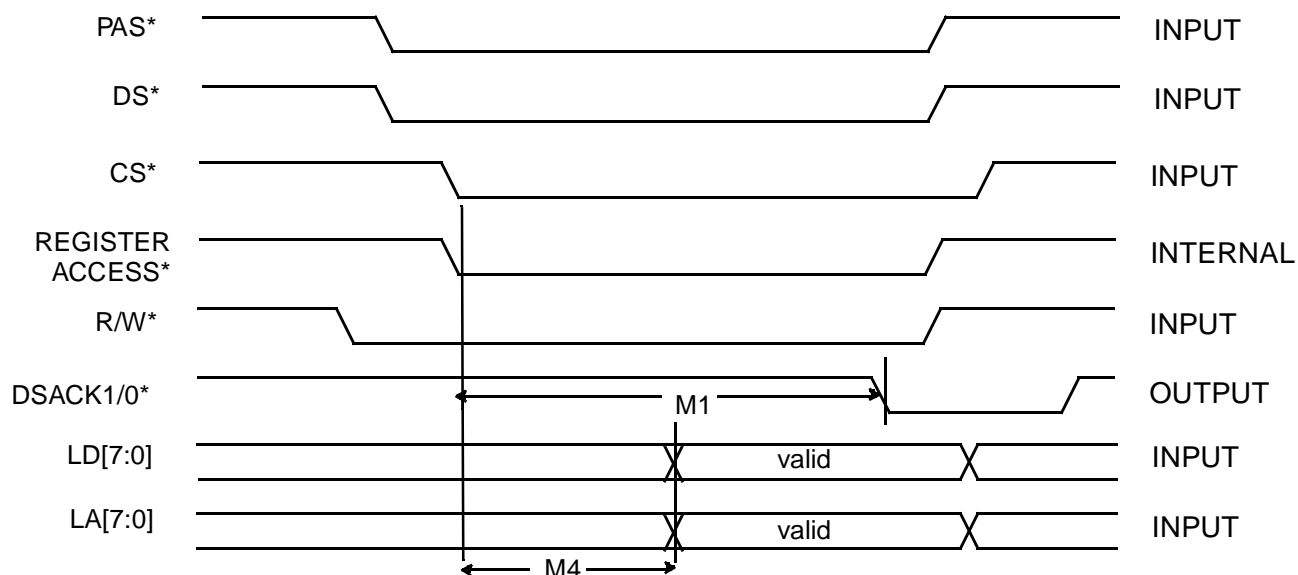 PAS* INPUT
DS* INPUT
CS* INPUT
REGISTER
ACCESS* INTERNAL
R/W* INPUT
DSACK1/0* M1 OUTPUT
LD[7:0] valid INPUT
LA[7:0] valid INPUT
M4